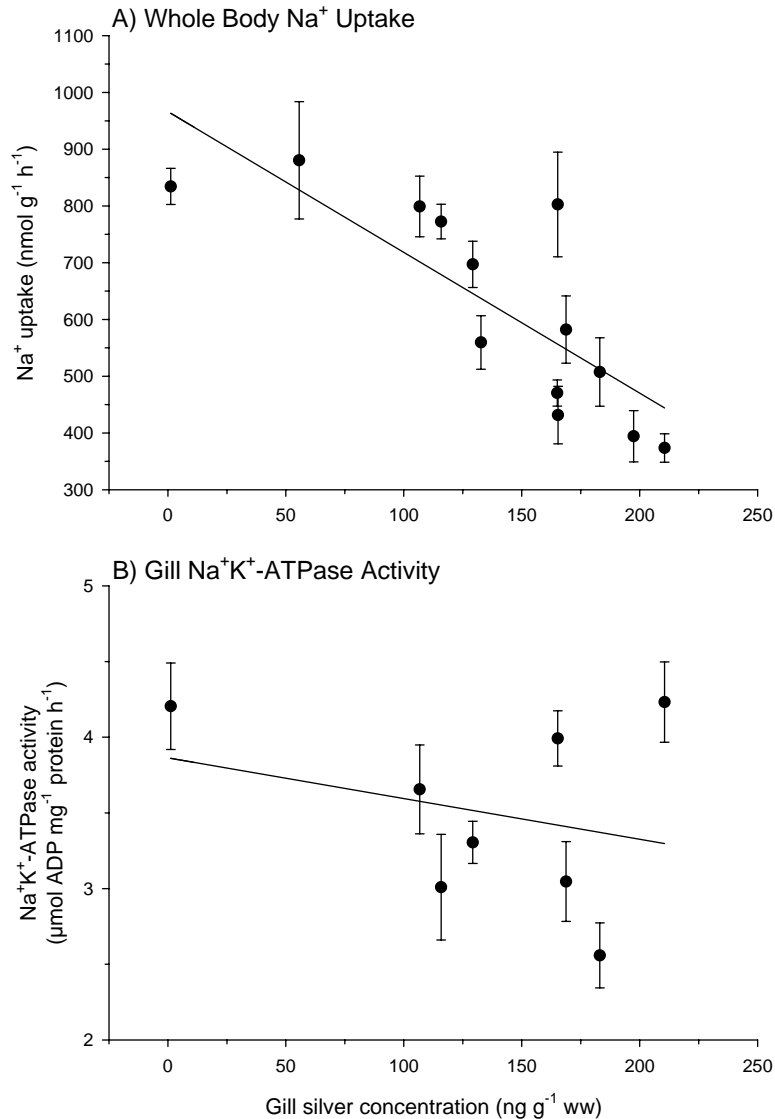 A) Whole Body Na⁺ Uptake
1100
1000
900
800
700
600
500
400
300
Na⁺ uptake (nmol g⁻¹ h⁻¹)
0 50 100 150 200 250
B) Gill Na⁺K⁺-ATPase Activity
5
4
3
2
Na⁺K⁺-ATPase activity
(μmol ADP mg⁻¹ protein h⁻¹)
0 50 100 150 200 250
Gill silver concentration (ng g⁻¹ ww)